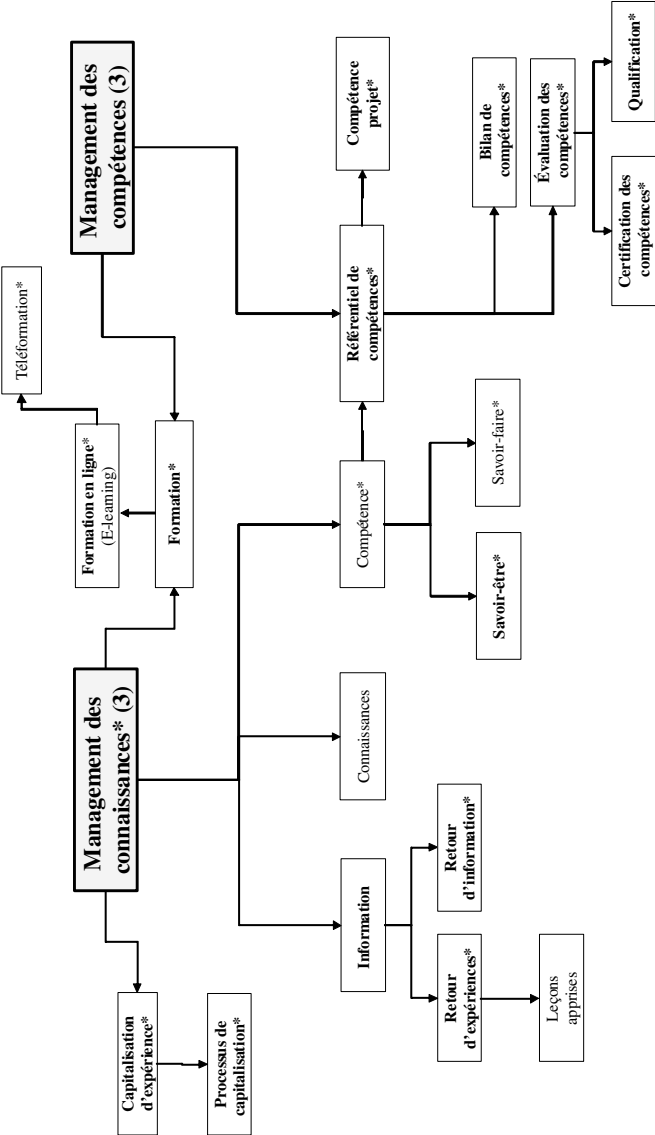 Management des
connaissances* (3)
Management des
compétences (3)
Téléformation*
Formation en ligne*
(E-learning)
Formation*
Capitalisation
d'expérience*
Processus de
capitalisation*
Information
Connaissances
Compétence*
Référentiel de
compétences*
Compétence
projet*
Retour
d'expériences*
Retour
d'information*
Leçons
apprises
Savoir-être*
Savoir-faire*
Bilan de
compétences*
Évaluation des
compétences*
Certification des
compétences*
Qualification*